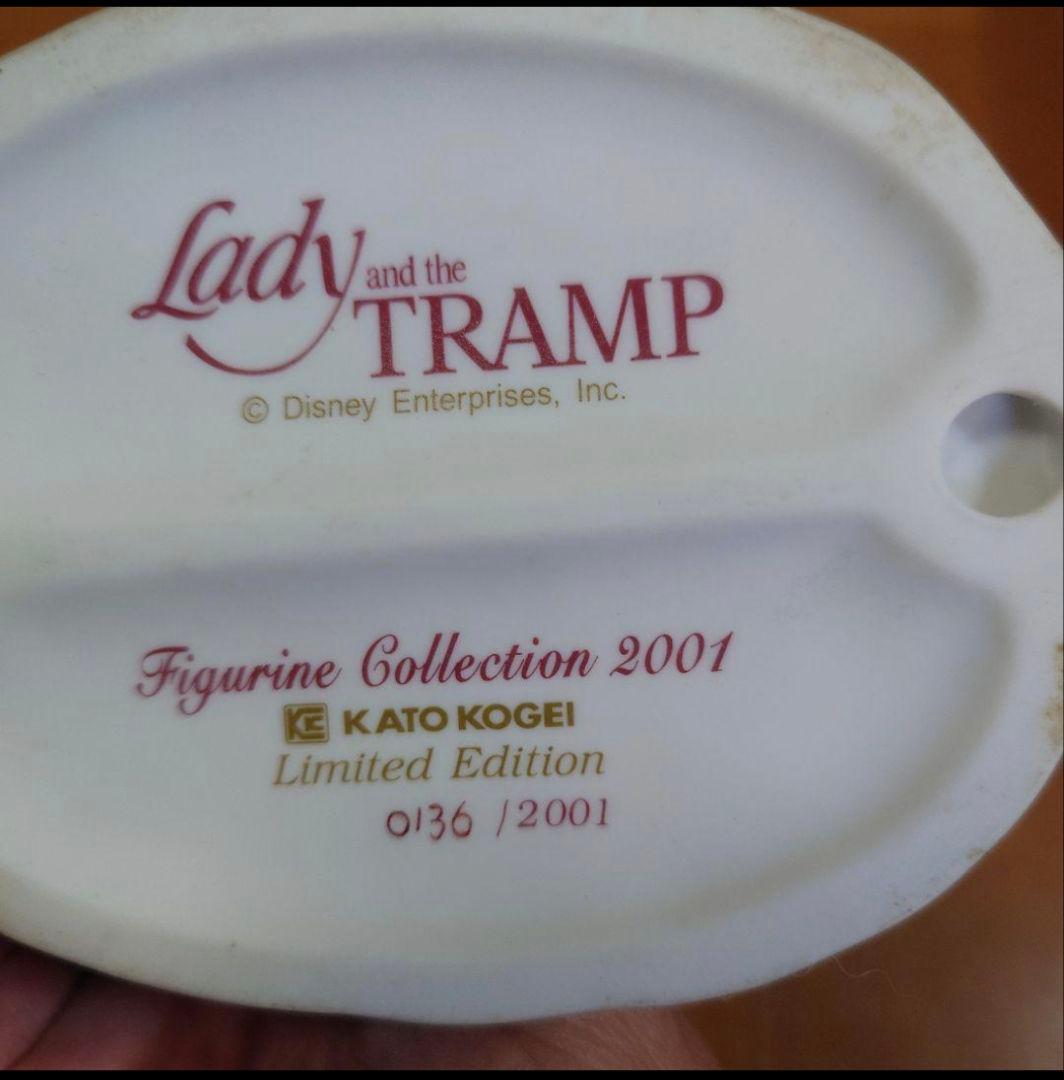 Lady and the TRAMP
© Disney Enterprises, Inc.
Figurine Collection 2001
KE KATO KOGEI
Limited Edition
0136 / 2001